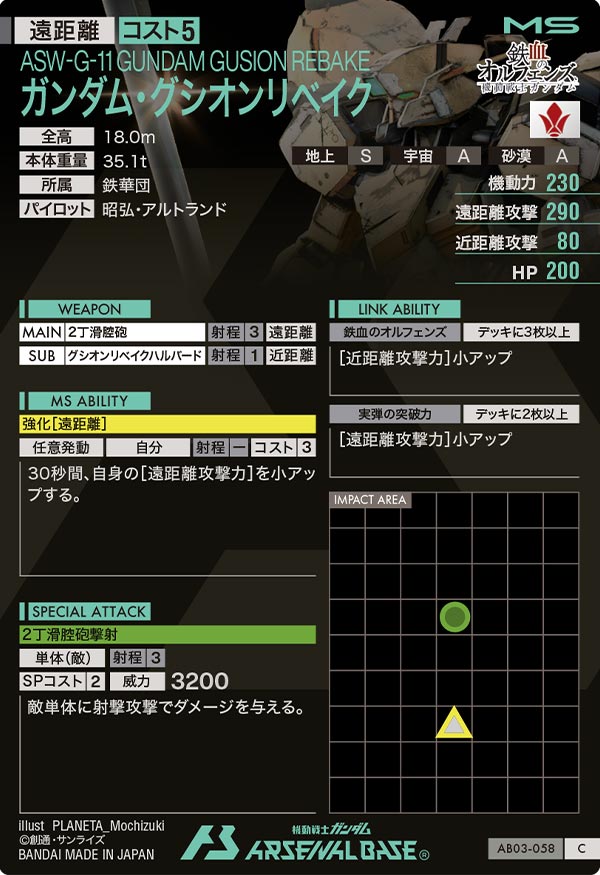 遠距離 コスト5 MS
ASW-G-11 GUNDAM GUSION REBAKE
ガンダム・グシオンリベイク
鉄血のオルフェンズ
機動戦士ガンダム
全高 18.0m
本体重量 35.1t
所属 鉄華団
パイロット 昭弘・アルトランド
地上 S 宇宙 A 砂漠 A
機動力 230
遠距離攻撃 290
近距離攻撃 80
HP 200
WEAPON
MAIN 2丁滑腔砲 射程 3 遠距離
SUB グシオンリベイクハルバード 射程 1 近距離
MS ABILITY
強化[遠距離]
任意発動 自分 射程 ー コスト 3
30秒間、自身の[遠距離攻撃力]を小アッ
プする。
SPECIAL ATTACK
2丁滑腔砲撃射
単体(敵) 射程 3
SPコスト 2 威力 3200
敵単体に射撃攻撃でダメージを与える。
LINK ABILITY
鉄血のオルフェンズ デッキに3枚以上
[近距離攻撃力]小アップ
実弾の突破力 デッキに2枚以上
[遠距離攻撃力]小アップ
IMPACT AREA
illust PLANETA_Mochizuki
©創通・サンライズ
BANDAI MADE IN JAPAN
機動戦士ガンダム
ARSENAL BASE®
AB03-058 C